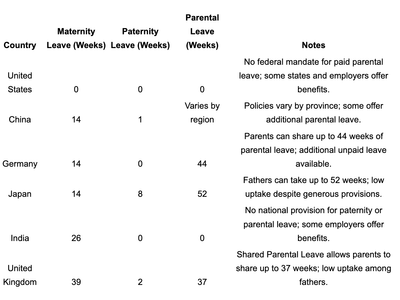 Parental
Maternity Paternity Leave
Country Leave (Weeks) Leave (Weeks) (Weeks) Notes
No federal mandate for paid parental
United leave; some states and employers offer
States 0 0 0 benefits.
Varies by Policies vary by province; some offer
China 14 1 region additional parental leave.
Parents can share up to 44 weeks of
parental leave; additional unpaid leave
Germany 14 0 44 available.
Fathers can take up to 52 weeks; low
Japan 14 8 52 uptake despite generous provisions.
No national provision for paternity or
parental leave; some employers offer
India 26 0 0 benefits.
Shared Parental Leave allows parents to
United share up to 37 weeks; low uptake among
Kingdom 39 2 37 fathers.